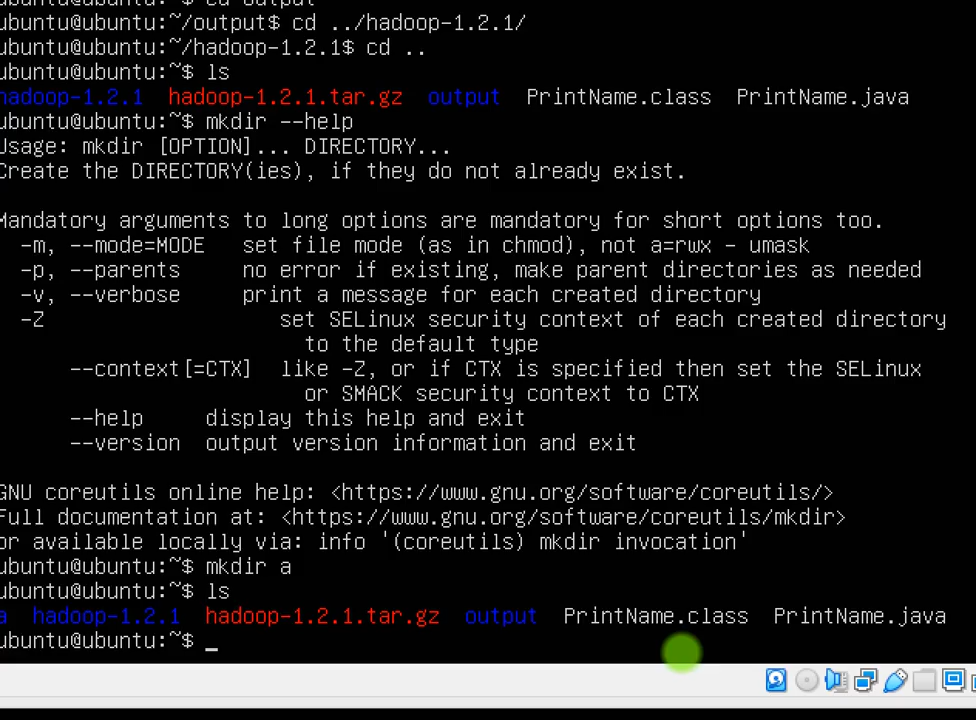 cd output
ubuntu@ubuntu:~/output$ cd ../hadoop-1.2.1/
ubuntu@ubuntu:~/hadoop-1.2.1$ cd ..
ubuntu@ubuntu:~$ ls
hadoop-1.2.1  hadoop-1.2.1.tar.gz  output  PrintName.class  PrintName.java
ubuntu@ubuntu:~$ mkdir --help
Usage: mkdir [OPTION]... DIRECTORY...
Create the DIRECTORY(ies), if they do not already exist.
Mandatory arguments to long options are mandatory for short options too.
-m, --mode=MODE   set file mode (as in chmod), not a=rwx - umask
-p, --parents     no error if existing, make parent directories as needed
-v, --verbose     print a message for each created directory
-Z                   set SELinux security context of each created directory
to the default type
--context[=CTX]  like -Z, or if CTX is specified then set the SELinux
or SMACK security context to CTX
--help     display this help and exit
--version  output version information and exit
GNU coreutils online help: <https://www.gnu.org/software/coreutils/>
Full documentation at: <https://www.gnu.org/software/coreutils/mkdir>
or available locally via: info '(coreutils) mkdir invocation'
ubuntu@ubuntu:~$ mkdir a
ubuntu@ubuntu:~$ ls
a  hadoop-1.2.1  hadoop-1.2.1.tar.gz  output  PrintName.class  PrintName.java
ubuntu@ubuntu:~$ _